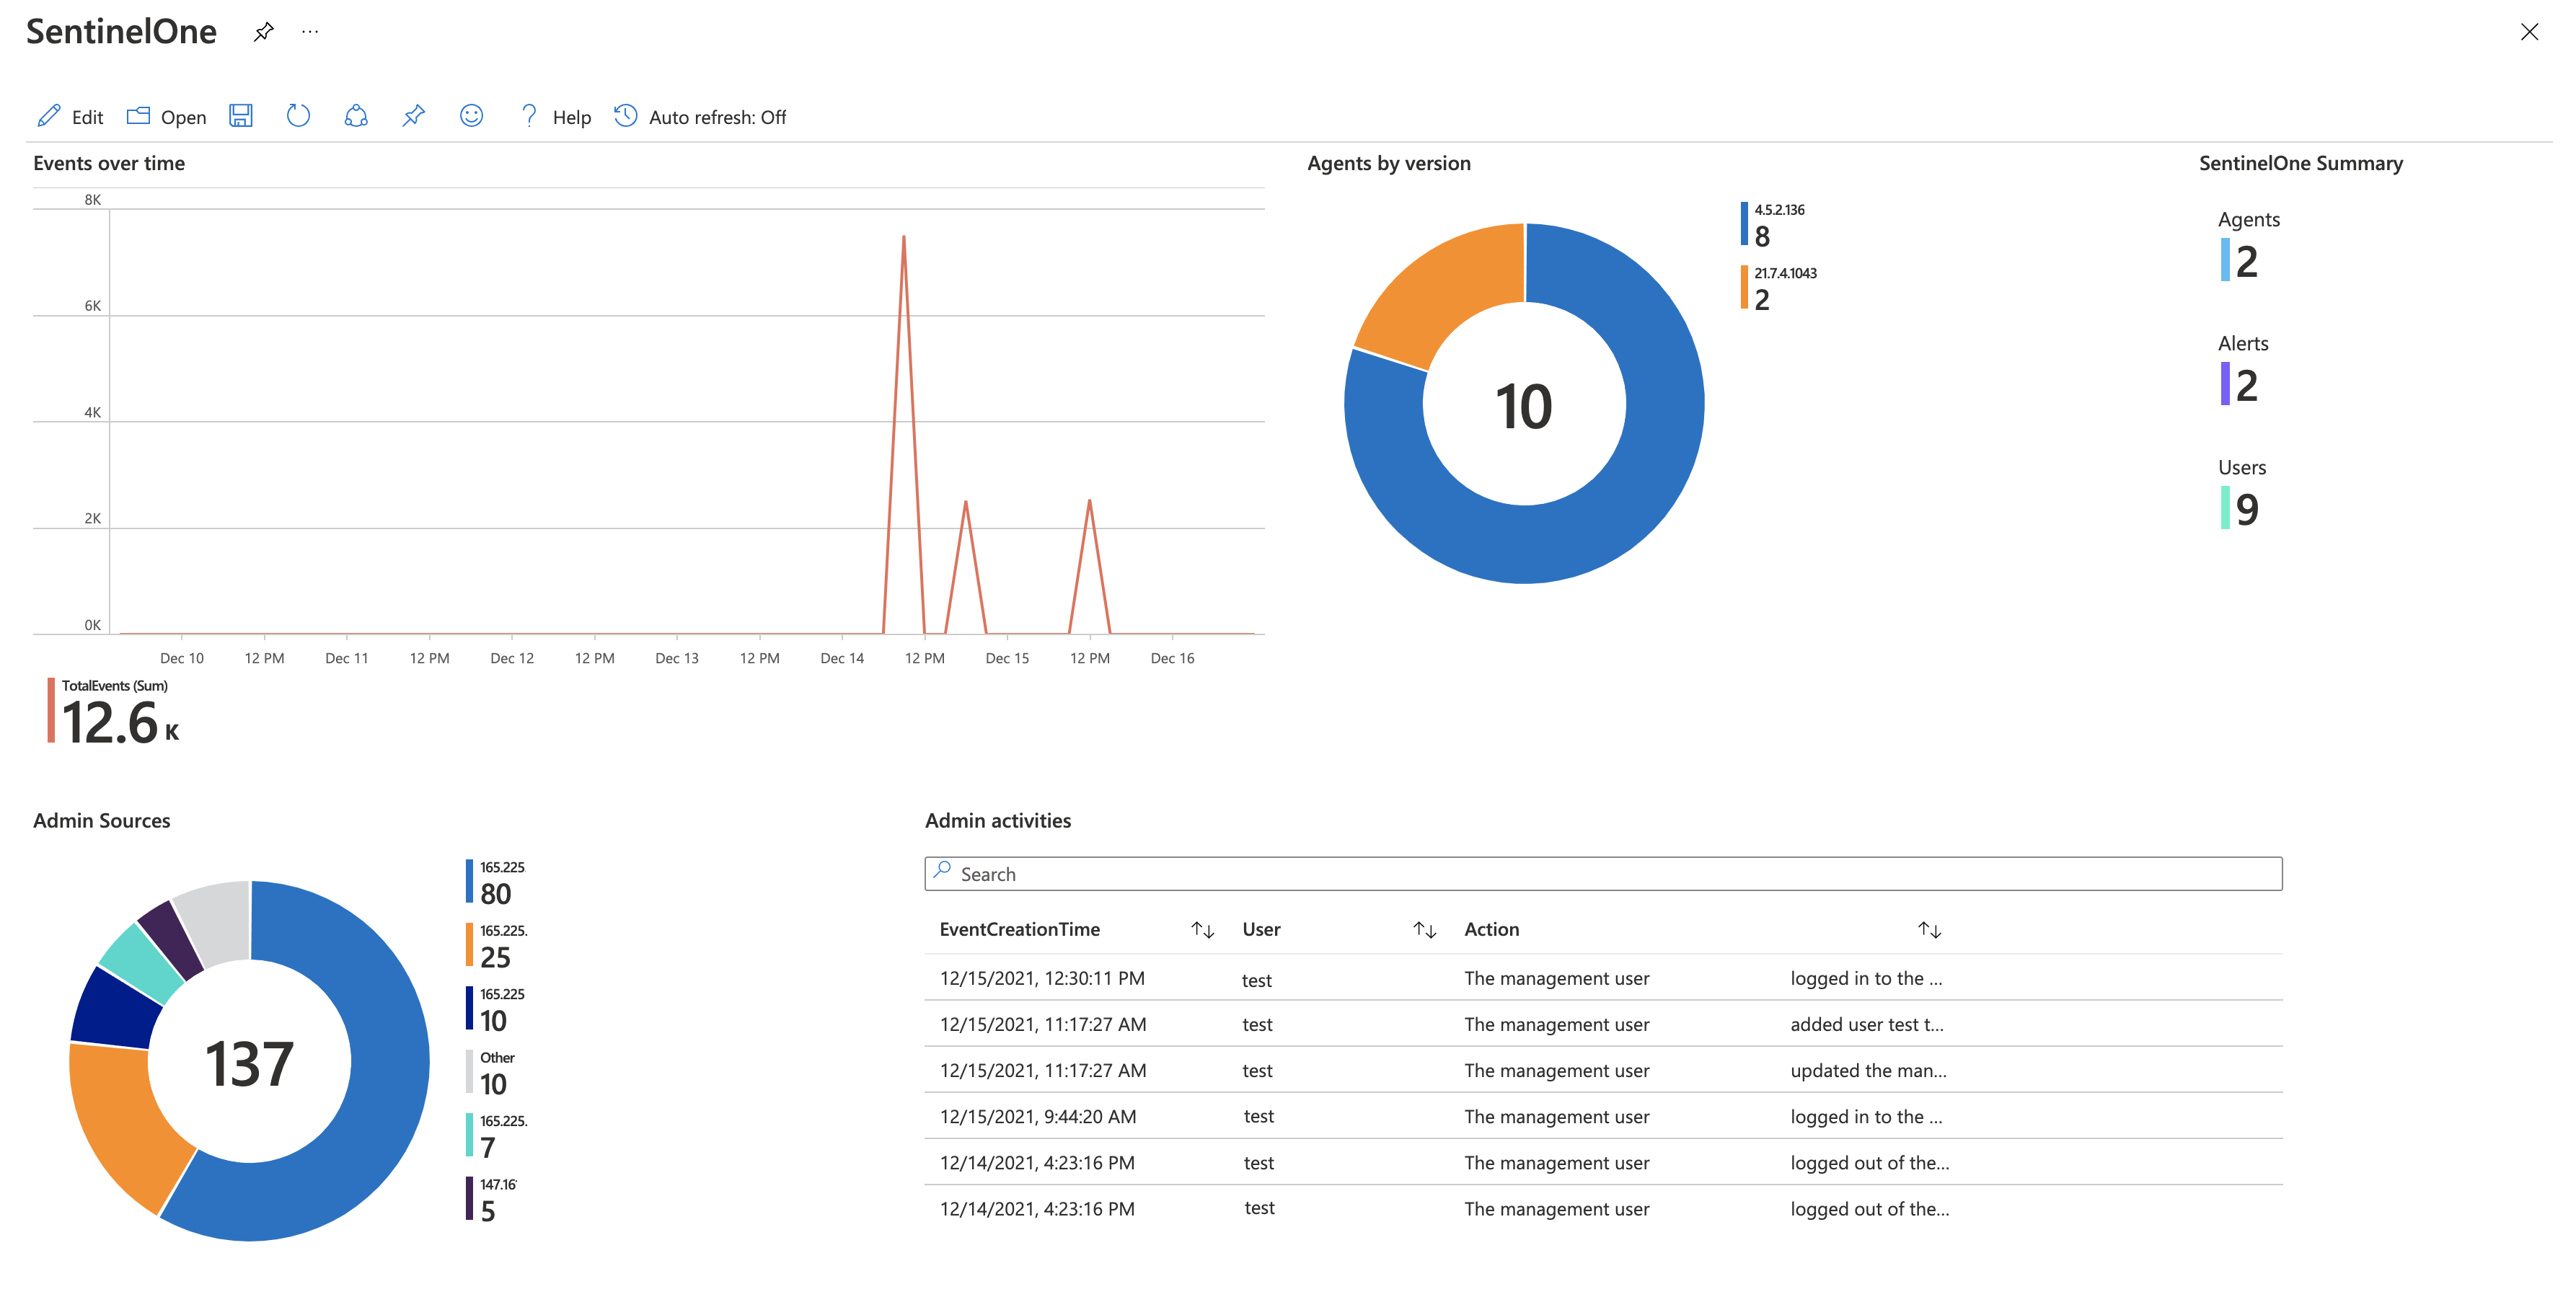 SentinelOne
Edit Open Help Auto refresh: Off
Events over time
8K
6K
4K
2K
0K
Dec 10 12 PM Dec 11 12 PM Dec 12 12 PM Dec 13 12 PM Dec 14 12 PM Dec 15 12 PM Dec 16
TotalEvents (Sum)
12.6 K
Agents by version
10
4.5.2.136
8
21.7.4.1043
2
SentinelOne Summary
Agents
2
Alerts
2
Users
9
Admin Sources
137
165.225
80
165.225.
25
165.225
10
Other
10
165.225.
7
147.16
5
Admin activities
Search
EventCreationTime User Action
12/15/2021, 12:30:11 PM test The management user logged in to the ...
12/15/2021, 11:17:27 AM test The management user added user test t...
12/15/2021, 11:17:27 AM test The management user updated the man...
12/15/2021, 9:44:20 AM test The management user logged in to the ...
12/14/2021, 4:23:16 PM test The management user logged out of the...
12/14/2021, 4:23:16 PM test The management user logged out of the...